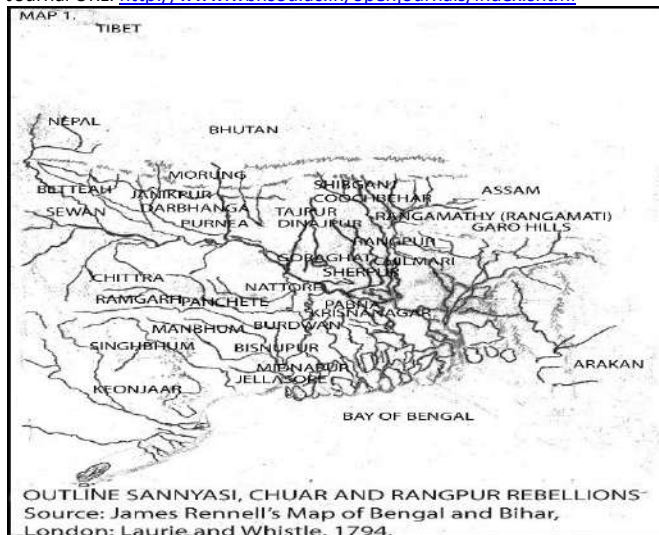 MAP 1.
TIBET
NEPAL
BHUTAN
MORUNG
BETTEAH JANIKPUR SHIBGANJ ASSAM
COOCHBEHAR
SEWAN DARBHANGA TAJPUR RANGAMATHY (RANGAMATI)
PURNEA DINAJPUR GARO HILLS
RANGPUR
GORAGHAT CHILMARI
CHITTRA SHERPUR
NATTORE
RAMGARH PANCHETE PABNA
KRISNANAGAR
MANBHUM BURDWAN
SINGHBHUM BISNUPUR
MIDNAPUR ARAKAN
KEONJAAR JELLASORE
BAY OF BENGAL
OUTLINE SANNYASI, CHUAR AND RANGPUR REBELLIONS
Source: James Rennell's Map of Bengal and Bihar,
London: Laurie and Whistle, 1794.